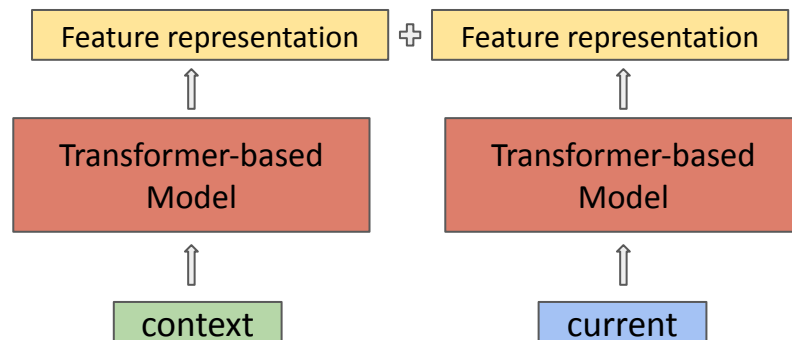 Feature representation + Feature representation
Transformer-based Model
Transformer-based Model
context
current